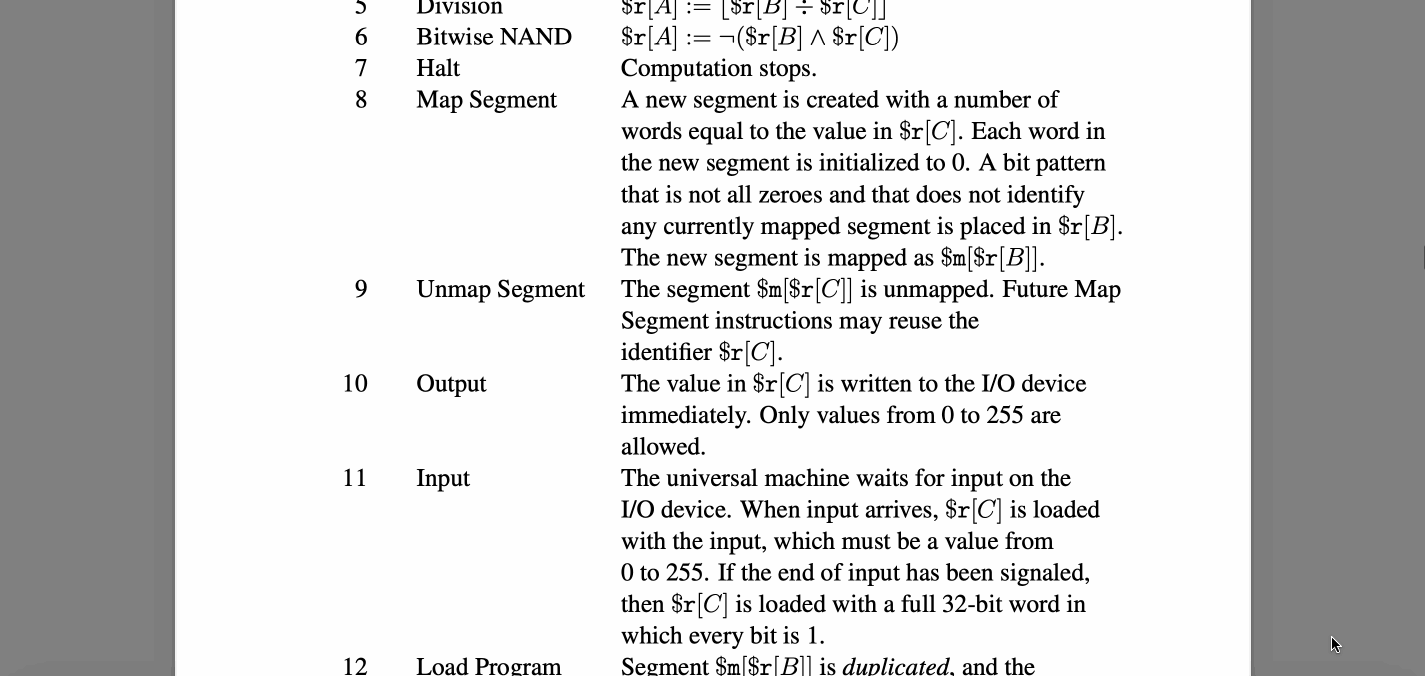 5 Division $r[A] := ⌊$r[B] ÷ $r[C]⌋
6 Bitwise NAND $r[A] := ¬($r[B] ∧ $r[C])
7 Halt Computation stops.
8 Map Segment A new segment is created with a number of
words equal to the value in $r[C]. Each word in
the new segment is initialized to 0. A bit pattern
that is not all zeroes and that does not identify
any currently mapped segment is placed in $r[B].
The new segment is mapped as $m[$r[B]].
9 Unmap Segment The segment $m[$r[C]] is unmapped. Future Map
Segment instructions may reuse the
identifier $r[C].
10 Output The value in $r[C] is written to the I/O device
immediately. Only values from 0 to 255 are
allowed.
11 Input The universal machine waits for input on the
I/O device. When input arrives, $r[C] is loaded
with the input, which must be a value from
0 to 255. If the end of input has been signaled,
then $r[C] is loaded with a full 32-bit word in
which every bit is 1.
12 Load Program Segment $m[$r[B]] is duplicated, and the